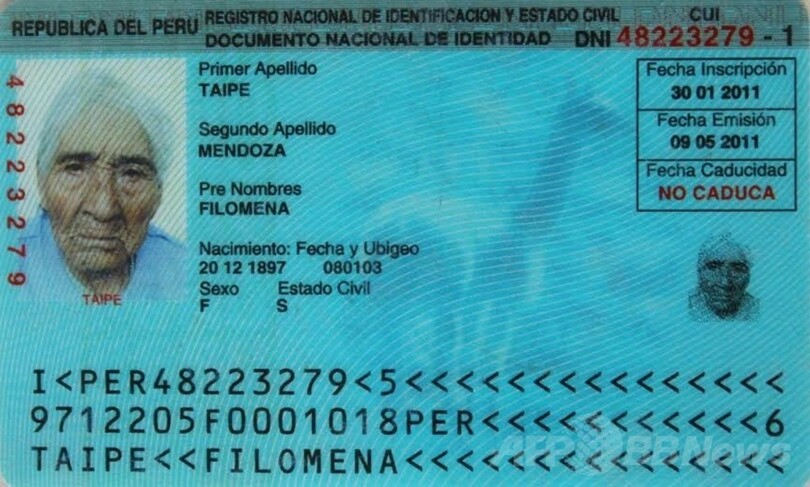 REPUBLICA DEL PERU
REGISTRO NACIONAL DE IDENTIFICACION Y ESTADO CIVIL
DOCUMENTO NACIONAL DE IDENTIDAD
CUI
DNI 48223279 - 1
48223279
Primer Apellido
TAIPE
Segundo Apellido
MENDOZA
Pre Nombres
FILOMENA
Nacimiento: Fecha y Ubigeo
20 12 1897 080103
Sexo Estado Civil
F S
Fecha Inscripción
30 01 2011
Fecha Emisión
09 05 2011
Fecha Caducidad
NO CADUCA
TAIPE
I<PER48223279<5<<<<<<<<<<<<<<<
9712205F0001018PER<<<<<<<<<<<6
TAIPE<<FILOMENA<<<<<<<<<<<<<<<
AFPBBNews